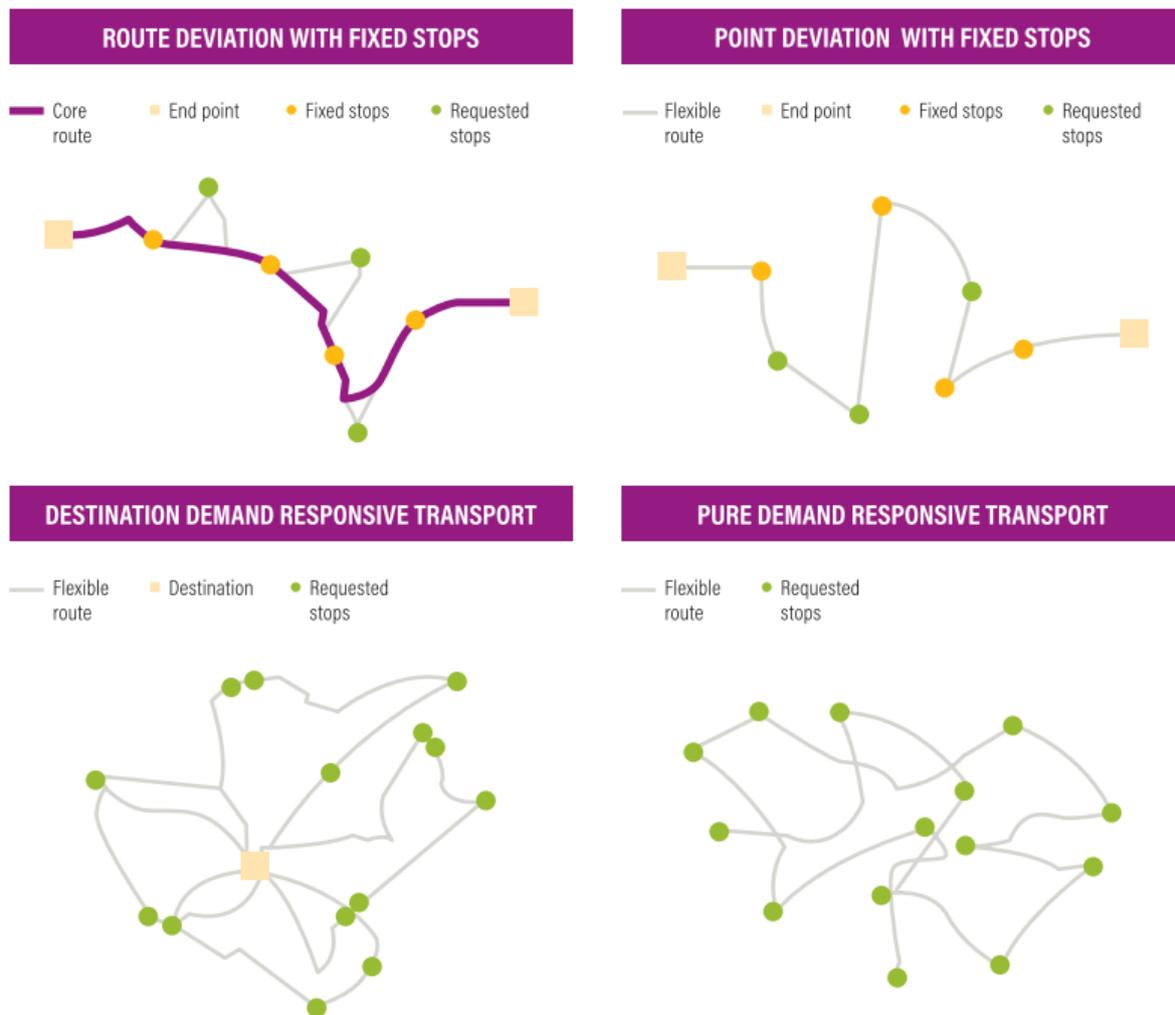 ROUTE DEVIATION WITH FIXED STOPS
Core
route
End point
Fixed stops
Requested
stops
POINT DEVIATION WITH FIXED STOPS
Flexible
route
End point
Fixed stops
Requested
stops
DESTINATION DEMAND RESPONSIVE TRANSPORT
Flexible
route
Destination
Requested
stops
PURE DEMAND RESPONSIVE TRANSPORT
Flexible
route
Requested
stops